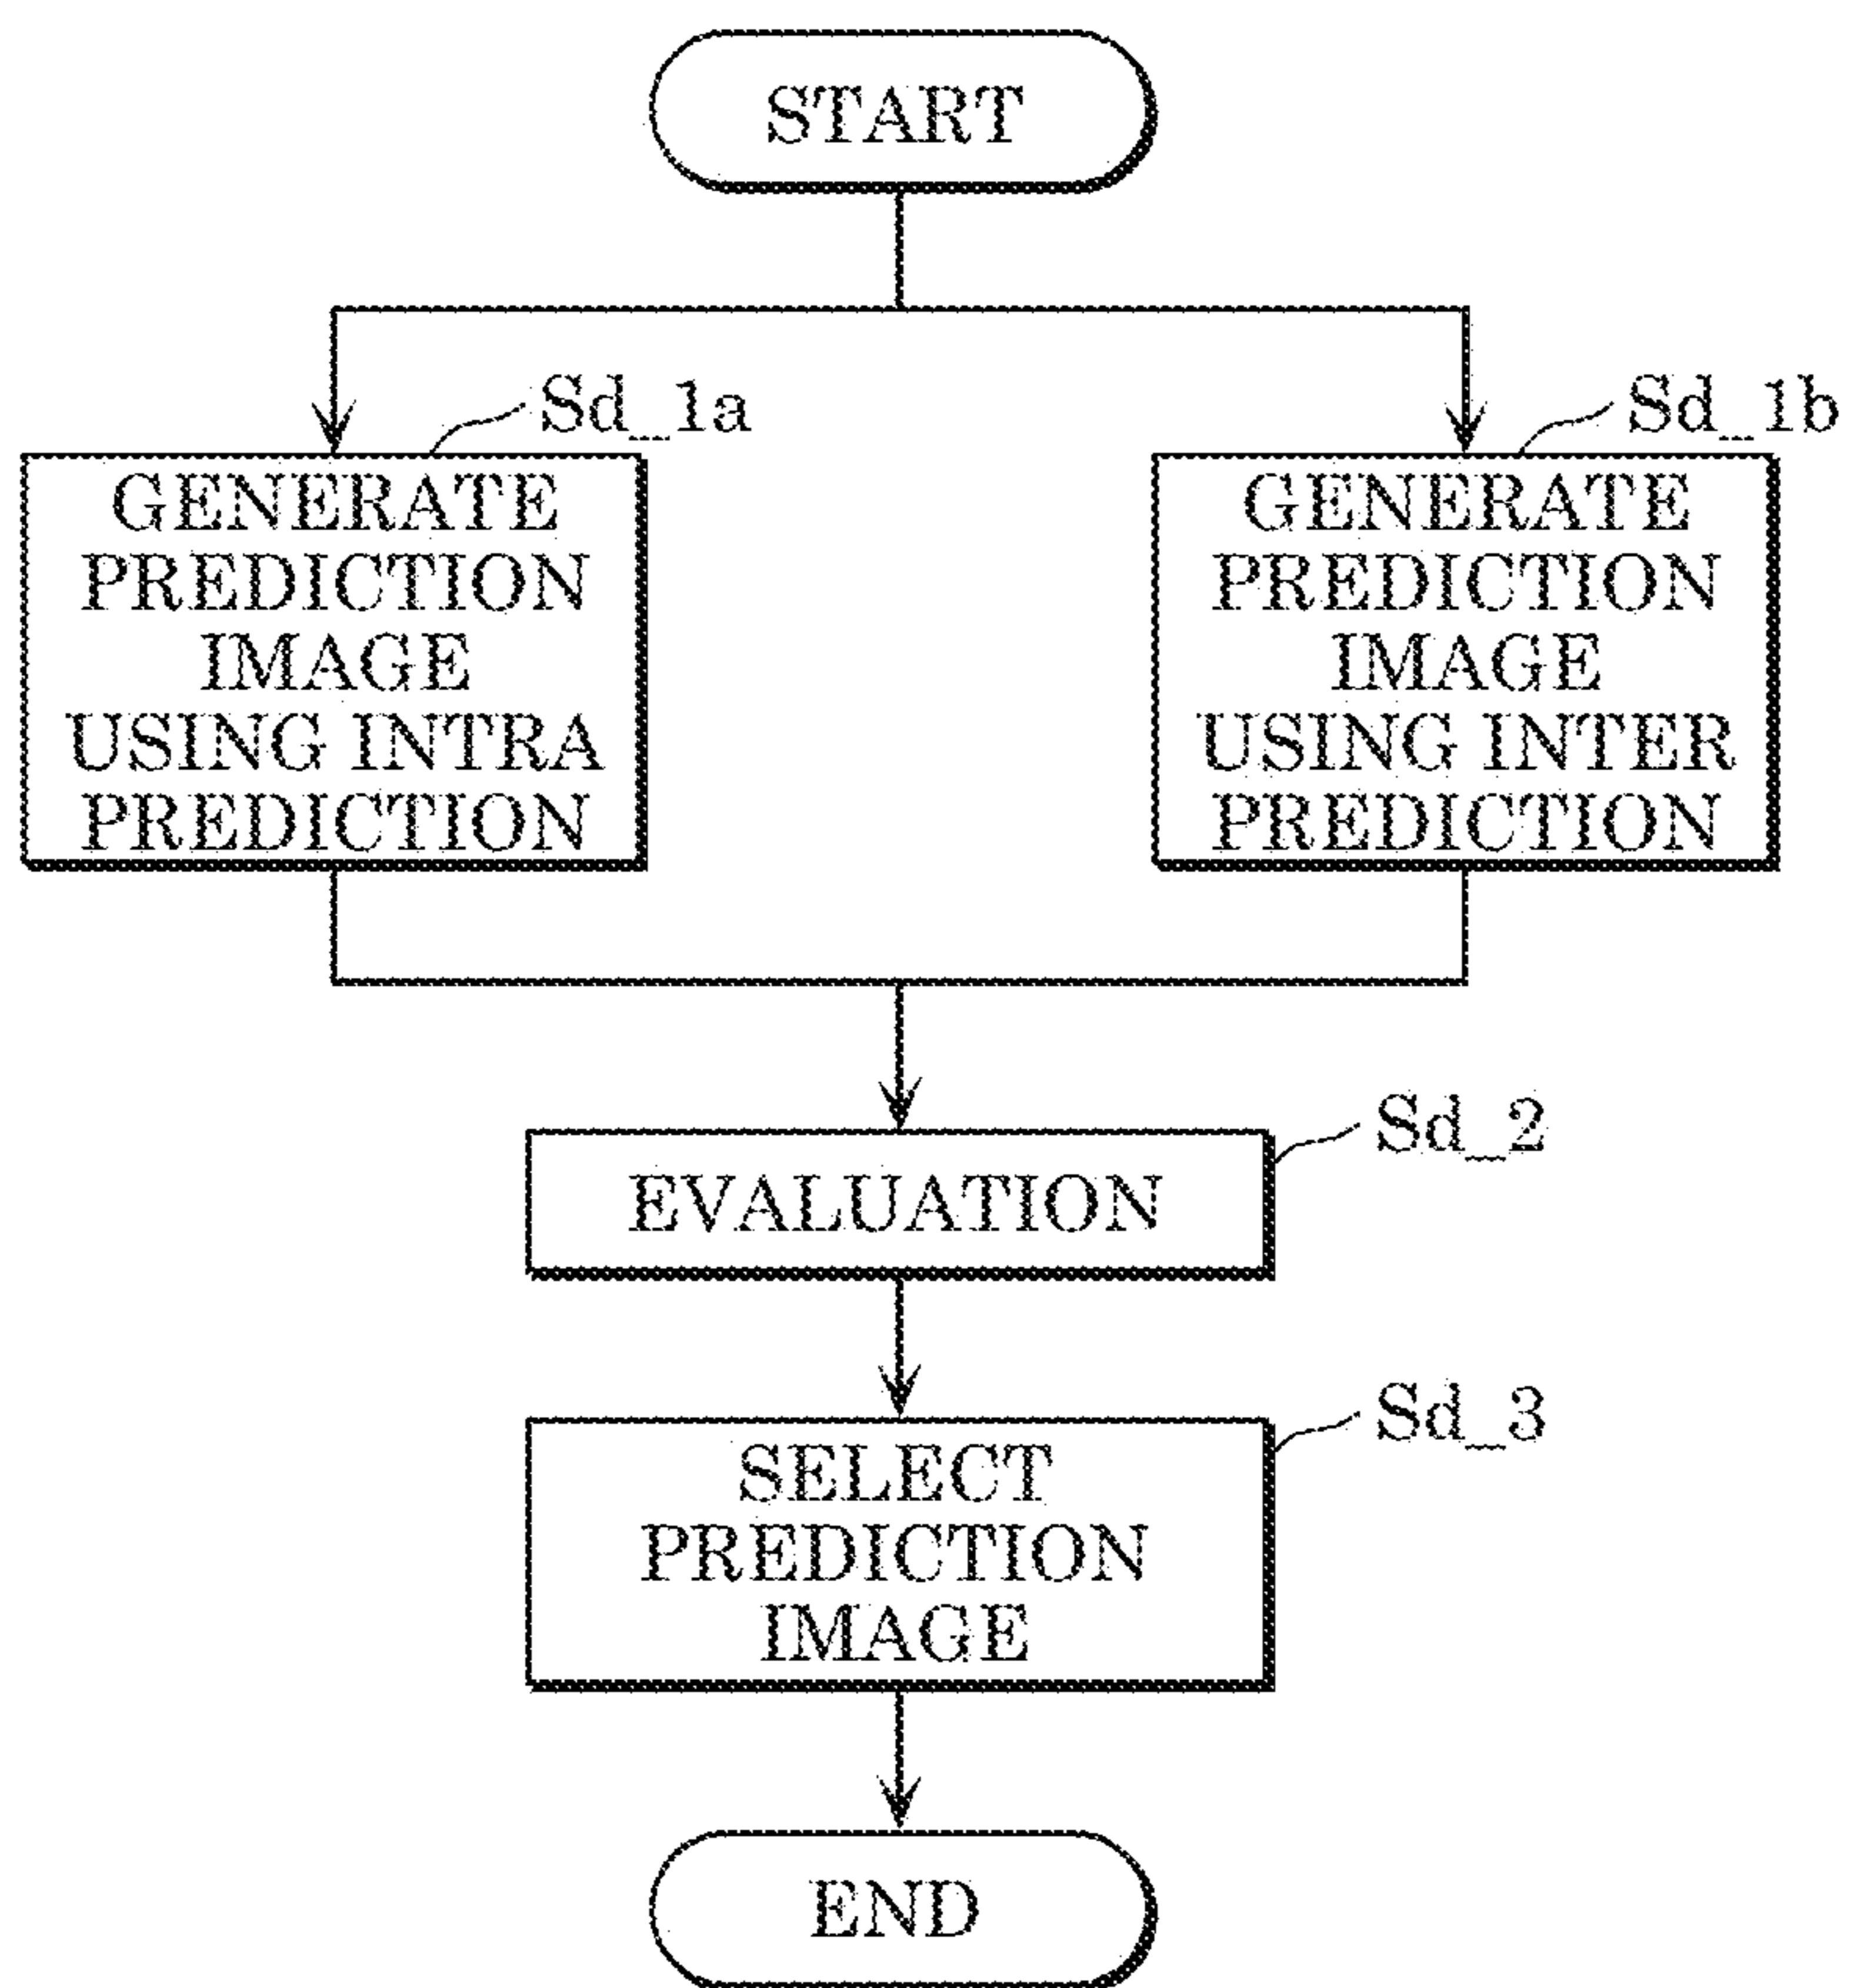 START
Sd_1a
GENERATE
PREDICTION
IMAGE
USING INTRA
PREDICTION
Sd_1b
GENERATE
PREDICTION
IMAGE
USING INTER
PREDICTION
Sd_2
EVALUATION
Sd_3
SELECT
PREDICTION
IMAGE
END